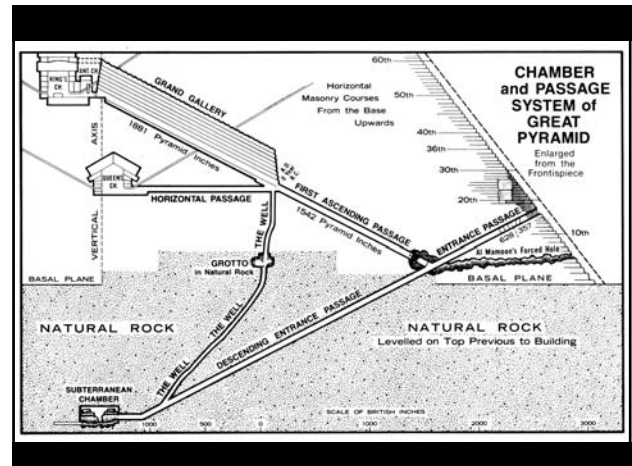 CHAMBER
and PASSAGE
SYSTEM of
GREAT
PYRAMID
Enlarged
from the
Frontispiece
60th
50th
40th
36th
30th
20th
10th
Horizontal
Masonry Courses
From the Base
Upwards
KING'S
CH.
ANT. CH.
GRAND GALLERY
1881 Pyramid Inches
VERTICAL AXIS
QUEEN'S
CH.
HORIZONTAL PASSAGE
FIRST ASCENDING PASSAGE
1542 Pyramid Inches
ENTRANCE PASSAGE
628
357
Al Mamoon's Forced Hole
THE WELL
GROTTO
in Natural Rock
BASAL PLANE
BASAL PLANE
NATURAL ROCK
NATURAL ROCK
Levelled on Top Previous to Building
THE WELL
THE WELL
DESCENDING ENTRANCE PASSAGE
SUBTERRANEAN
CHAMBER
SCALE OF BRITISH INCHES
1000
500
0
1000
2000
3000